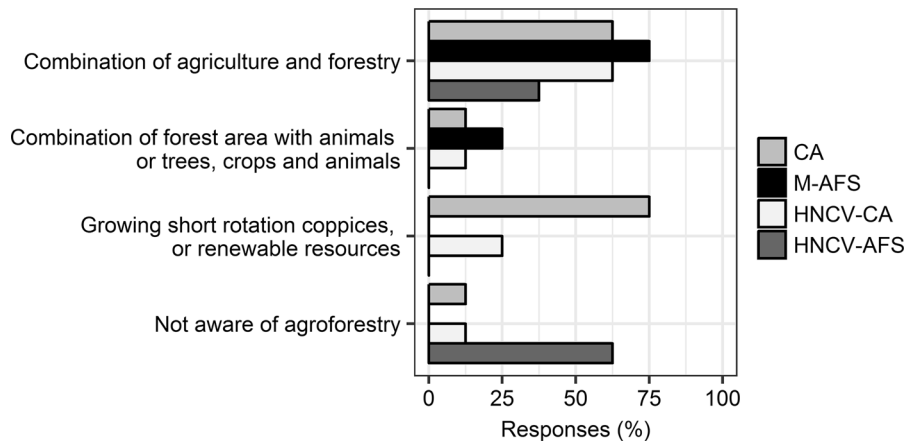 Combination of agriculture and forestry
Combination of forest area with animals
or trees, crops and animals
Growing short rotation coppices,
or renewable resources
Not aware of agroforestry
0 25 50 75 100
Responses (%)
CA
M-AFS
HNCV-CA
HNCV-AFS